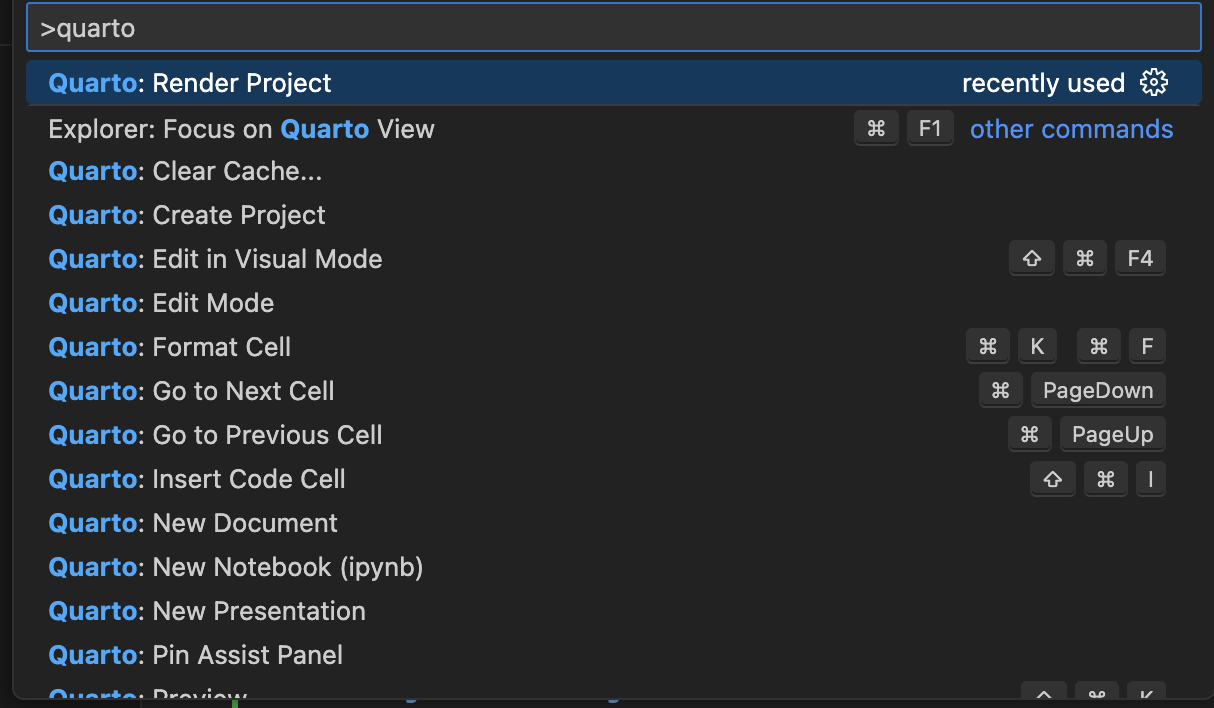 >quarto
Quarto: Render Project recently used
Explorer: Focus on Quarto View ⌘ F1 other commands
Quarto: Clear Cache...
Quarto: Create Project
Quarto: Edit in Visual Mode ⇧ ⌘ F4
Quarto: Edit Mode
Quarto: Format Cell ⌘ K ⌘ F
Quarto: Go to Next Cell ⌘ PageDown
Quarto: Go to Previous Cell ⌘ PageUp
Quarto: Insert Code Cell ⇧ ⌘ I
Quarto: New Document
Quarto: New Notebook (ipynb)
Quarto: New Presentation
Quarto: Pin Assist Panel
Quarto: Preview ⇧ ⌘ K